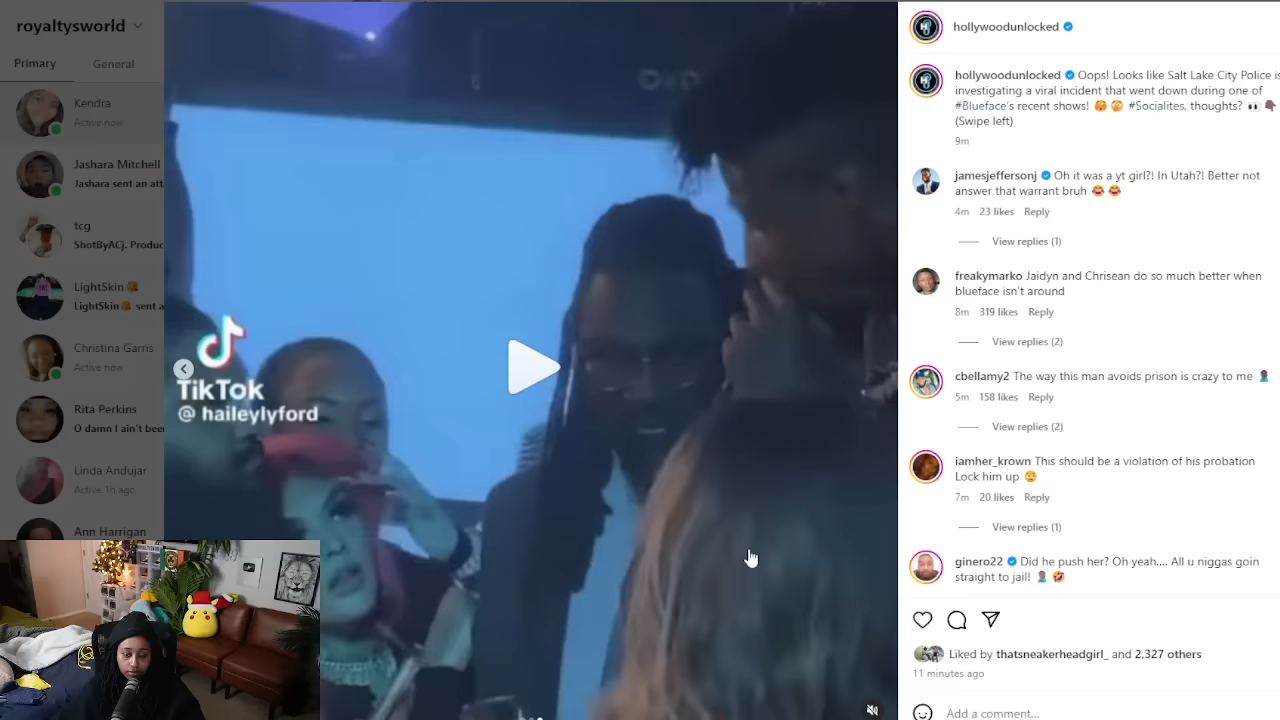 royaltysworld
Primary
General
Kendra
Active now
Jashara Mitchell
Jashara sent an att
tcg
ShotByACj. Produc
LightSkin
LightSkin sent a
Christina Garris
Active now
Rita Perkins
O damn I ain't bee
Linda Andujar
Active 1h ago
Ann Harrigan
TikTok
@ haileylyford
hollywoodunlocked
hollywoodunlocked Oops! Looks like Salt Lake City Police is
investigating a viral incident that went down during one of
#Blueface's recent shows! 🥴 🫣 #Socialites, thoughts? 👀
(Swipe left)
9m
jamesjeffersonj Oh it was a yt girl?! In Utah?! Better not
answer that warrant bruh 😂 😂
4m 23 likes Reply
View replies (1)
freakymarko Jaidyn and Chrisean do so much better when
blueface isn't around
8m 319 likes Reply
View replies (2)
cbellamy2 The way this man avoids prison is crazy to me
5m 158 likes Reply
View replies (2)
iamher_krown This should be a violation of his probation
Lock him up
7m 20 likes Reply
View replies (1)
ginero22 Did he push her? Oh yeah.... All u niggas goin
straight to jail! 🤣
Liked by thatsneakerheadgirl_ and 2,327 others
11 minutes ago
Add a comment...